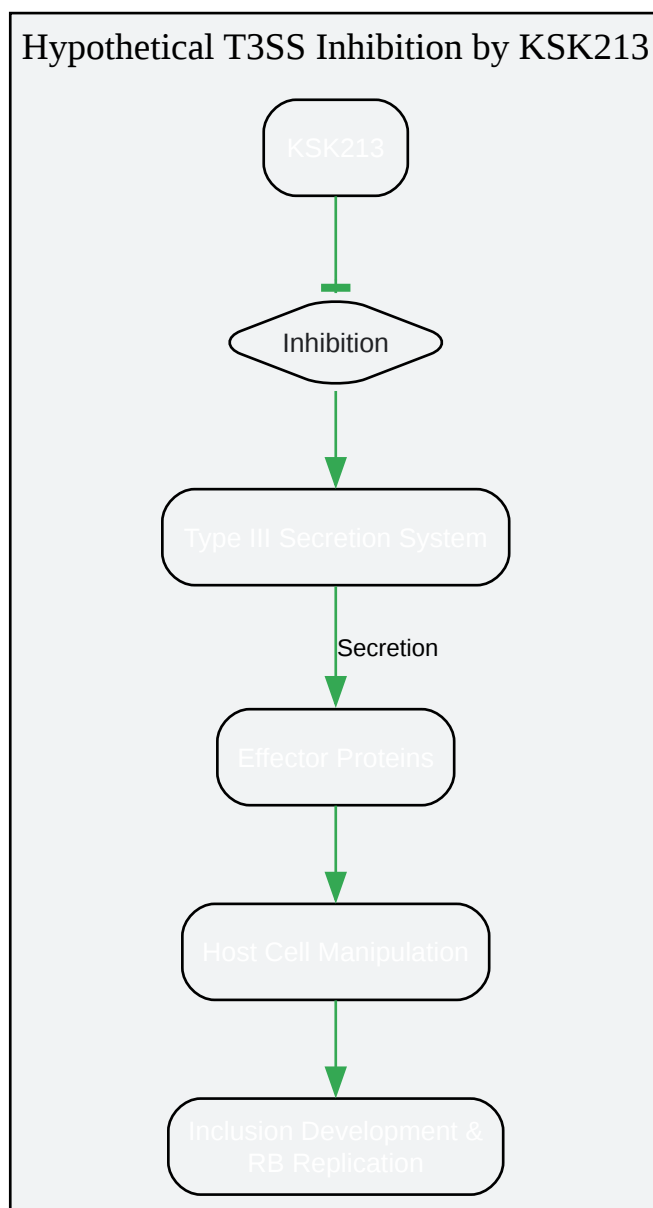 Hypothetical T3SS Inhibition by KSK213
KSK213
Inhibition
Type III Secretion System
Secretion
Effector Proteins
Host Cell Manipulation
Inclusion Development &
RB Replication